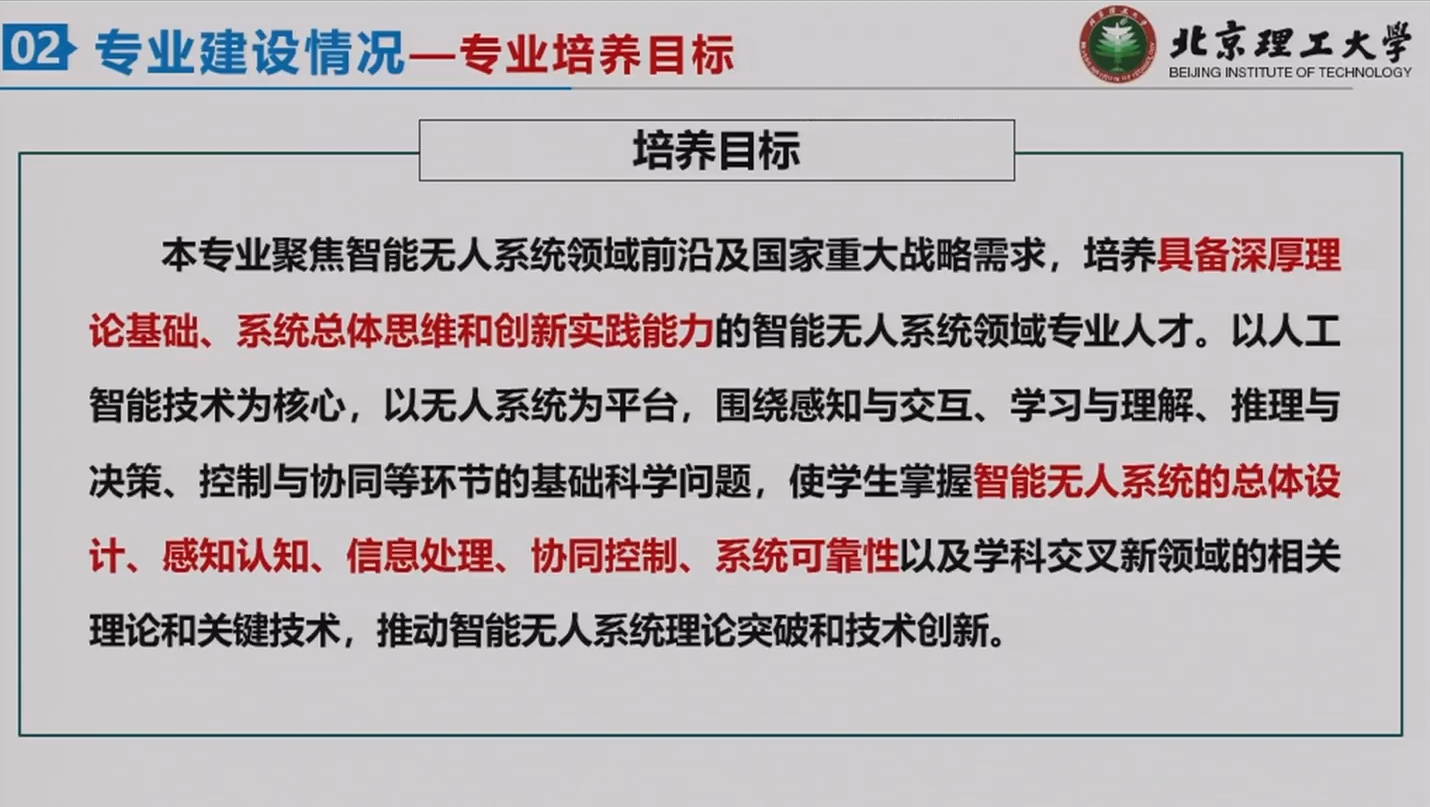 02 专业建设情况—专业培养目标
北京理工大学
BEIJING INSTITUTE OF TECHNOLOGY
培养目标
本专业聚焦智能无人系统领域前沿及国家重大战略需求，培养具备深厚理
论基础、系统总体思维和创新实践能力的智能无人系统领域专业人才。以人工
智能技术为核心，以无人系统为平台，围绕感知与交互、学习与理解、推理与
决策、控制与协同等环节的基础科学问题，使学生掌握智能无人系统的总体设
计、感知认知、信息处理、协同控制、系统可靠性以及学科交叉新领域的相关
理论和关键技术，推动智能无人系统理论突破和技术创新。